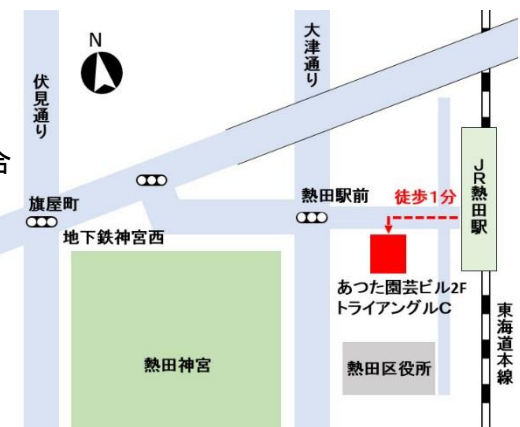 N
大津通り
伏見通り
合
JR熱田駅
旗屋町
熱田駅前
徒歩1分
地下鉄神宮西
あつた園芸ビル2F
トライアングルC
東海道本線
熱田神宮
熱田区役所